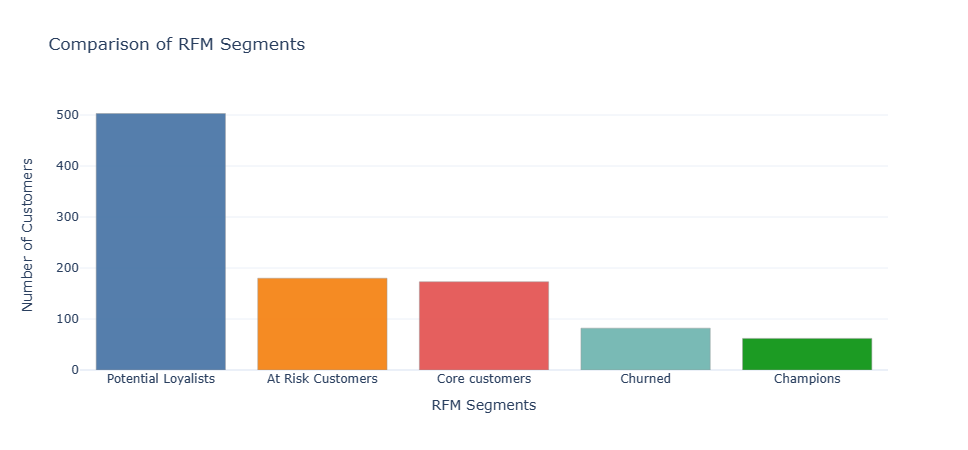 Comparison of RFM Segments
Number of Customers
500
400
300
200
100
0
Potential Loyalists
At Risk Customers
Core customers
Churned
Champions
RFM Segments